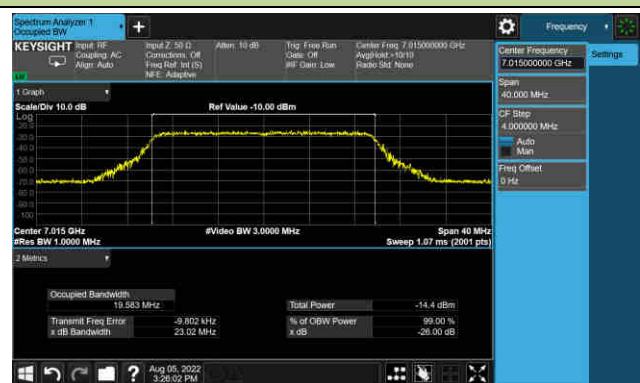 Spectrum Analyzer 1
Occupied BW
Frequency
KEYSIGHT
Input: RF
Coupling: AC
Align: Auto
Input Z: 50 Ω
Corrections: Off
Freq Ref: Int (S)
NFE: Adaptive
Atten: 10 dB
Trig: Free Run
Gate: Off
#IF Gain: Low
Center Freq: 7.015000000 GHz
Avg|Hold:>10/10
Radio Std: None
Center Frequency
7.015000000 GHz
Settings
Span
40.000 MHz
CF Step
4.000000 MHz
Auto
Man
Freq Offset
0 Hz
1 Graph
Scale/Div 10.0 dB
Ref Value -10.00 dBm
Log
-20.0
-30.0
-40.0
-50.0
-60.0
-70.0
-80.0
-90.0
-100
Center 7.015 GHz
#Video BW 3.0000 MHz
Span 40 MHz
#Res BW 1.0000 MHz
Sweep 1.07 ms (2001 pts)
2 Metrics
Occupied Bandwidth
19.583 MHz
Total Power
-14.4 dBm
Transmit Freq Error
-9.802 kHz
% of OBW Power
99.00 %
x dB Bandwidth
23.02 MHz
x dB
-26.00 dB
Aug 05, 2022
3:26:02 PM